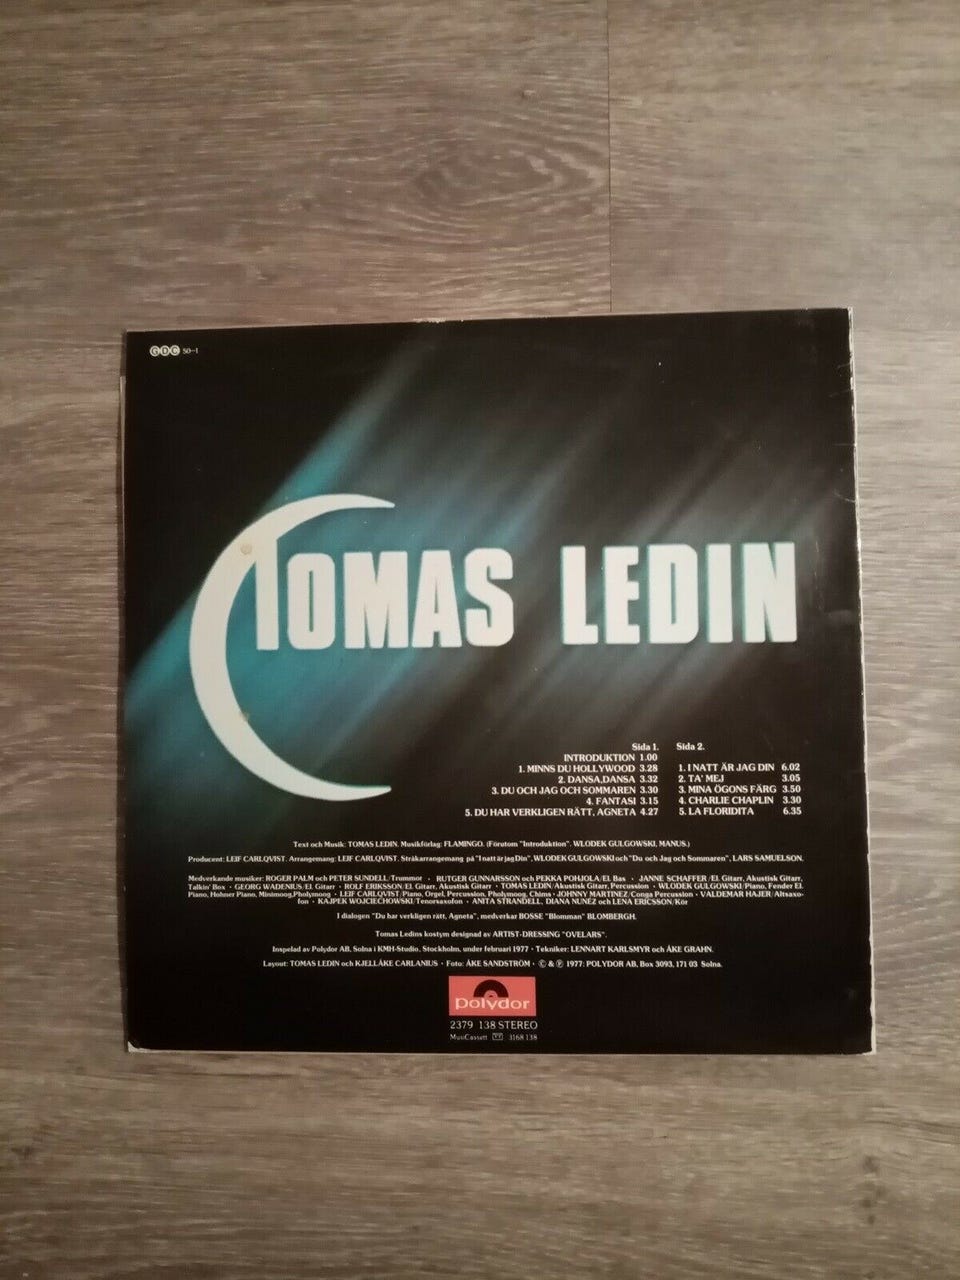 GDC 50-1
TOMAS LEDIN
Sida 1.
INTRODUKTION 1.00
1. MINNS DU HOLLYWOOD 3.28
2. DANSA,DANSA 3.32
3. DU OCH JAG OCH SOMMAREN 3.30
4. FANTASI 3.15
5. DU HAR VERKLIGEN RÄTT, AGNETA 4.27
Sida 2.
1. I NATT ÄR JAG DIN 6.02
2. TA' MEJ 3.05
3. MINA ÖGONS FÄRG 3.50
4. CHARLIE CHAPLIN 3.30
5. LA FLORIDITA 6.35
Text och Musik: TOMAS LEDIN. Musikförlag: FLAMINGO. (Förutom "Introduktion". WLODEK GULGOWSKI, MANUS.)
Producent: LEIF CARLQVIST. Arrangemang: LEIF CARLQVIST. Stråkarrangemang på "I natt är jag Din", WLODEK GULGOWSKI och "Du och Jag och Sommaren", LARS SAMUELSON.
Medverkande musiker: ROGER PALM och PETER SUNDELL/Trummor • RUTGER GUNNARSSON och PEKKA POHJOLA/El Bas • JANNE SCHAFFER/El Gitarr, Akustisk Gitarr,
Talkin' Box • GEORG WADENIUS/El Gitarr • ROLF ERIKSSON/El. Gitarr, Akustisk Gitarr • TOMAS LEDIN/Akustisk Gitarr, Percussion • WLODEK GULGOWSKI/Piano, Fender El.
Piano, Hohner Piano, Minimoog, Pholymoog • LEIF CARLQVIST/Piano, Orgel, Percussion, Pholymoog, Chims • JOHNNY MARTINEZ/Conga Percussion • VALDEMAR HAJER/Altsaxo-
fon • KAJPEK WOJCIECHOWSKI/Tenorsaxofon • ANITA STRANDELL, DIANA NUNÉZ och LENA ERICSSON/Kör
I dialogen "Du har verkligen rätt, Agneta", medverkar BOSSE "Blomman" BLOMBERGH.
Tomas Ledins kostym designad av ARTIST-DRESSING "OVELARS".
Inspelad av Polydor AB, Solna i KMH-Studio, Stockholm, under februari 1977 • Tekniker: LENNART KARLSMYR och ÅKE GRAHN.
Layout: TOMAS LEDIN och KJELLÅKE CARLANIUS • Foto: ÅKE SANDSTRÖM • © & ℗ 1977: POLYDOR AB, Box 3093, 171 03 Solna.
polydor
2379 138 STEREO
MusiCassett 3168 138